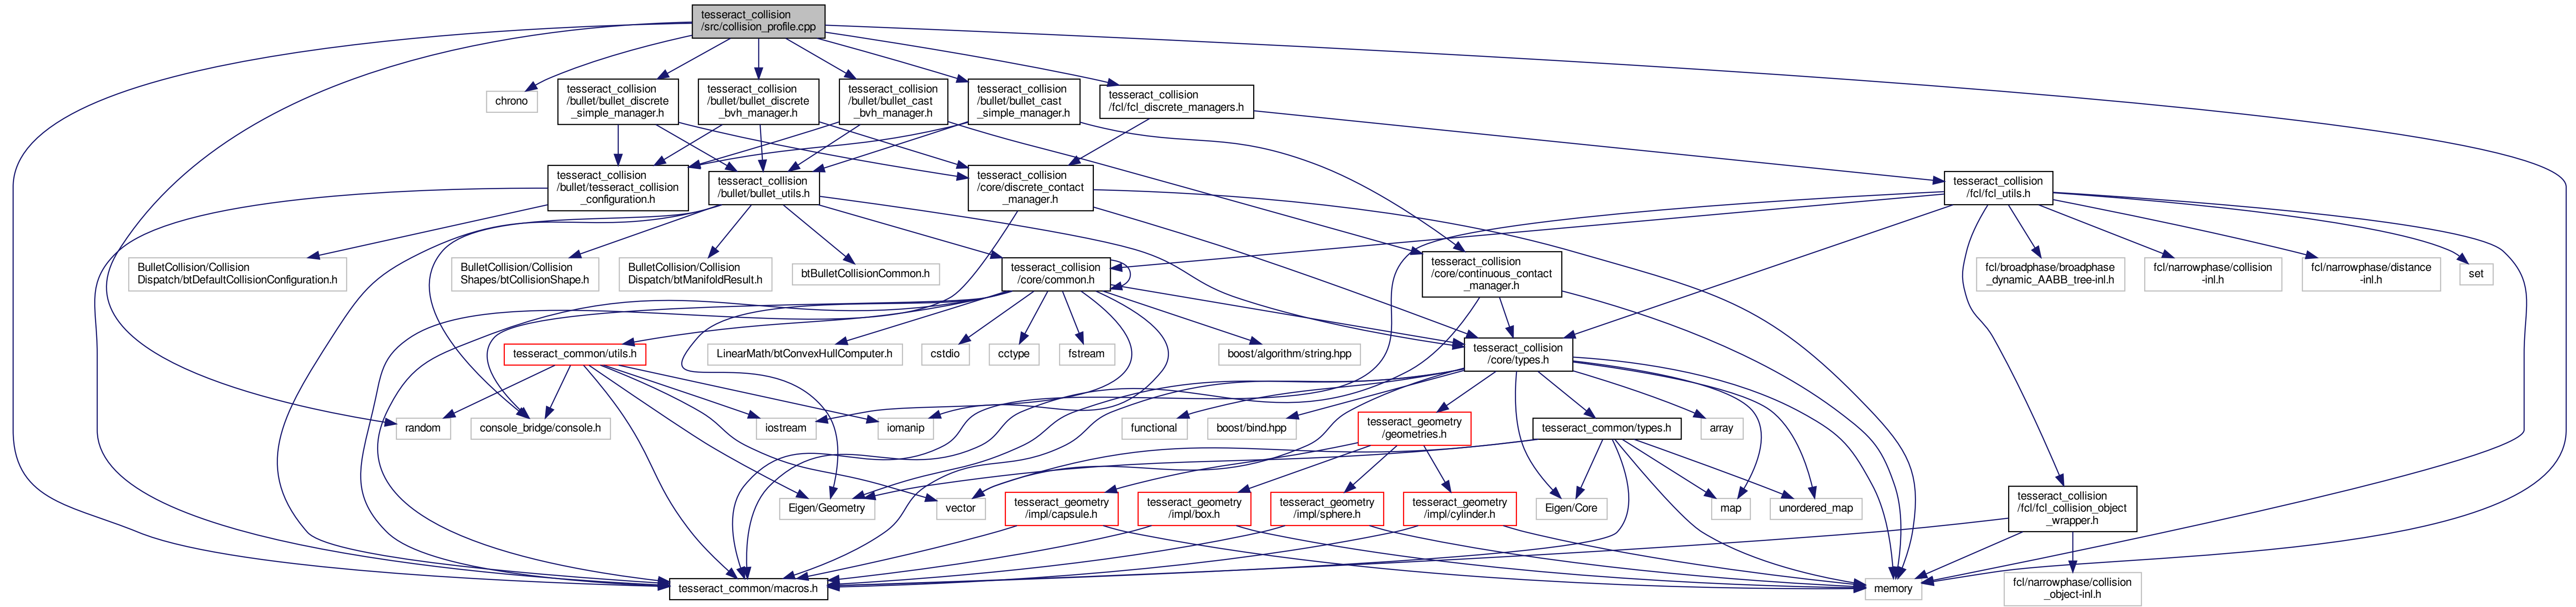 tesseract_collision
/src/collision_profile.cpp
chrono
tesseract_collision
/bullet/bullet_discrete
_simple_manager.h
tesseract_collision
/bullet/bullet_discrete
_bvh_manager.h
tesseract_collision
/bullet/bullet_cast
_bvh_manager.h
tesseract_collision
/bullet/bullet_cast
_simple_manager.h
tesseract_collision
/fcl/fcl_discrete_managers.h
tesseract_collision
/bullet/tesseract_collision
_configuration.h
tesseract_collision
/bullet/bullet_utils.h
tesseract_collision
/core/discrete_contact
_manager.h
tesseract_collision
/fcl/fcl_utils.h
BulletCollision/Collision
Dispatch/btDefaultCollisionConfiguration.h
BulletCollision/Collision
Shapes/btCollisionShape.h
BulletCollision/Collision
Dispatch/btManifoldResult.h
btBulletCollisionCommon.h
tesseract_collision
/core/common.h
tesseract_collision
/core/continuous_contact
_manager.h
fcl/broadphase/broadphase
_dynamic_AABB_tree-inl.h
fcl/narrowphase/collision
-inl.h
fcl/narrowphase/distance
-inl.h
set
tesseract_common/utils.h
LinearMath/btConvexHullComputer.h
cstdio
cctype
fstream
boost/algorithm/string.hpp
tesseract_collision
/core/types.h
random
console_bridge/console.h
iostream
iomanip
functional
boost/bind.hpp
tesseract_geometry
/geometries.h
tesseract_common/types.h
array
Eigen/Geometry
vector
tesseract_geometry
/impl/capsule.h
tesseract_geometry
/impl/box.h
tesseract_geometry
/impl/sphere.h
tesseract_geometry
/impl/cylinder.h
Eigen/Core
map
unordered_map
tesseract_collision
/fcl/fcl_collision_object
_wrapper.h
tesseract_common/macros.h
memory
fcl/narrowphase/collision
_object-inl.h